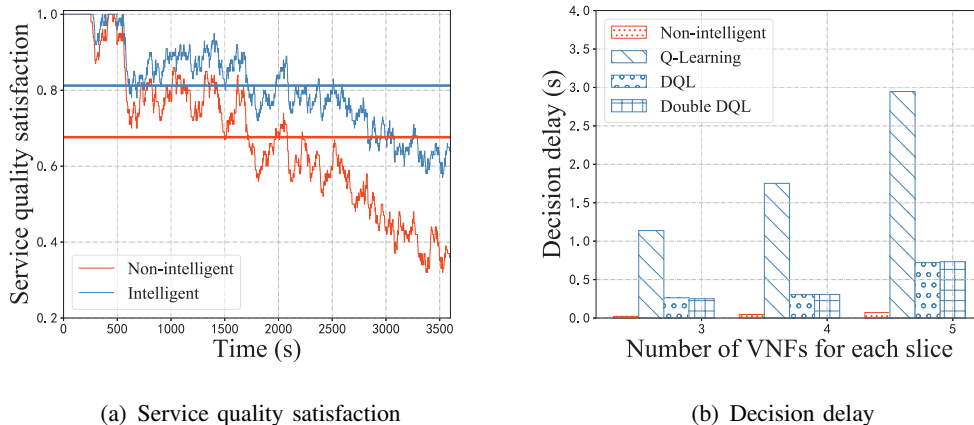 Service quality satisfaction
1.0
0.8
0.6
0.4
0.2
Non-intelligent
Intelligent
0
500
1000
1500
2000
2500
3000
3500
Time (s)
(a) Service quality satisfaction
Decision delay (s)
4.0
3.5
3.0
2.5
2.0
1.5
1.0
0.5
0.0
Non-intelligent
Q-Learning
DQL
Double DQL
3
4
5
Number of VNFs for each slice
(b) Decision delay